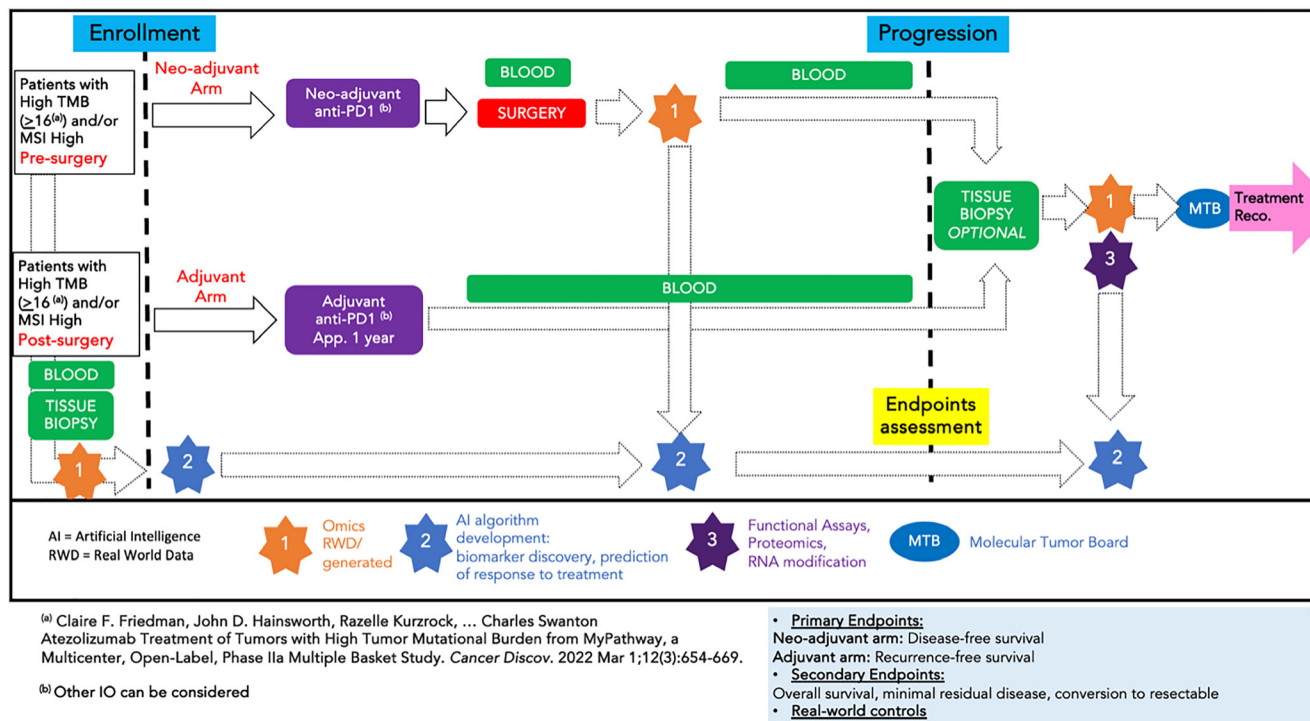 Enrollment
Progression
Patients with
High TMB
(≥16(a)) and/or
MSI High
Pre-surgery
Neo-adjuvant
Arm
Neo-adjuvant
anti-PD1 (b)
BLOOD
SURGERY
1
BLOOD
TISSUE
BIOPSY
OPTIONAL
1
3
MTB
Treatment
Reco.
Patients with
High TMB
(≥16 (a)) and/or
MSI High
Post-surgery
Adjuvant
Arm
Adjuvant
anti-PD1 (b)
App. 1 year
BLOOD
BLOOD
TISSUE
BIOPSY
1
2
2
Endpoints
assessment
2
AI = Artificial Intelligence
RWD = Real World Data
1
Omics
RWD/
generated
2
AI algorithm
development:
biomarker discovery, prediction
of response to treatment
3
Functional Assays,
Proteomics,
RNA modification
MTB
Molecular Tumor Board
(a) Claire F. Friedman, John D. Hainsworth, Razelle Kurzrock, … Charles Swanton
Atezolizumab Treatment of Tumors with High Tumor Mutational Burden from MyPathway, a
Multicenter, Open-Label, Phase IIa Multiple Basket Study. Cancer Discov. 2022 Mar 1;12(3):654-669.
(b) Other IO can be considered
• Primary Endpoints:
Neo-adjuvant arm: Disease-free survival
Adjuvant arm: Recurrence-free survival
• Secondary Endpoints:
Overall survival, minimal residual disease, conversion to resectable
• Real-world controls